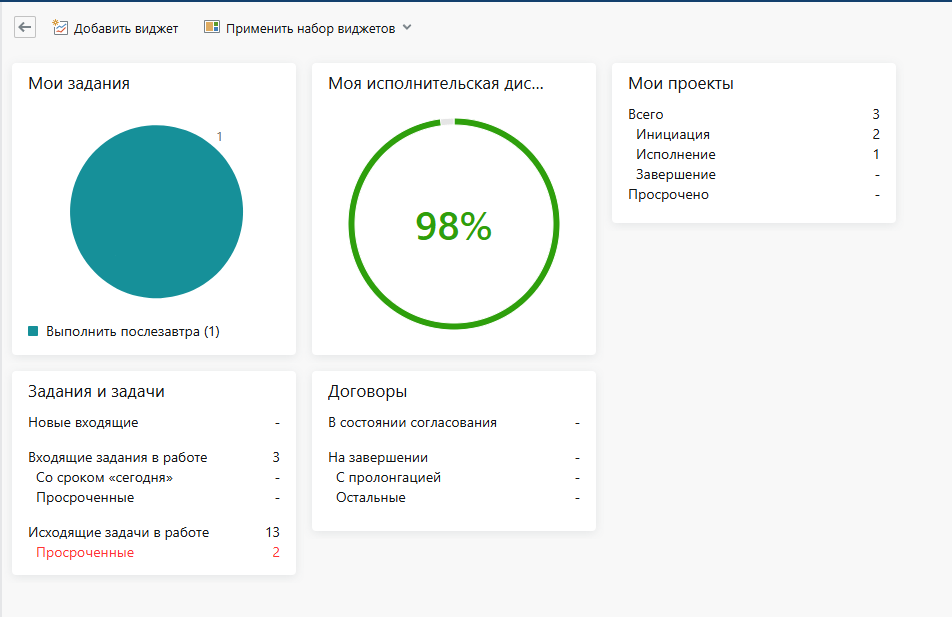 Добавить виджет
Применить набор виджетов
Мои задания
1
Выполнить послезавтра (1)
Моя исполнительская дис...
98%
Мои проекты
Всего 3
Инициация 2
Исполнение 1
Завершение -
Просрочено -
Задания и задачи
Новые входящие -
Входящие задания в работе 3
Со сроком «сегодня» -
Просроченные -
Исходящие задачи в работе 13
Просроченные 2
Договоры
В состоянии согласования -
На завершении -
С пролонгацией -
Остальные -